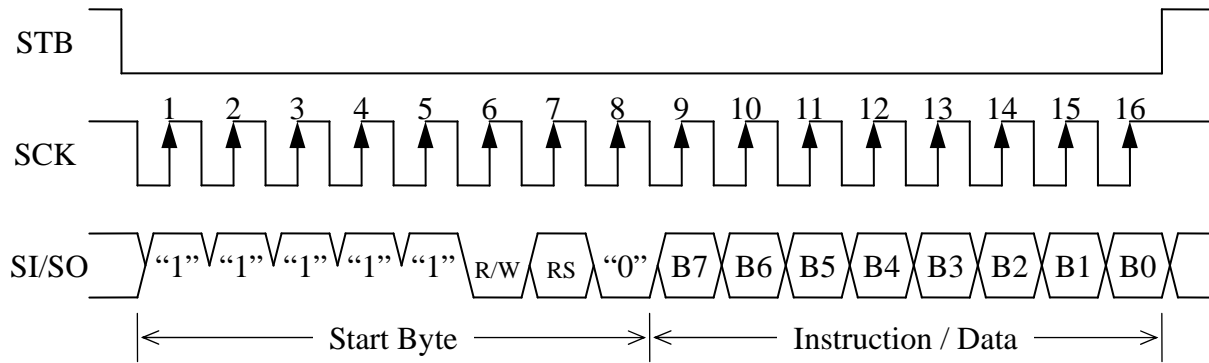 STB
1 2 3 4 5 6 7 8 9 10 11 12 13 14 15 16
SCK
SI/SO “1” “1” “1” “1” “1” R/W RS “0” B7 B6 B5 B4 B3 B2 B1 B0
Start Byte Instruction / Data